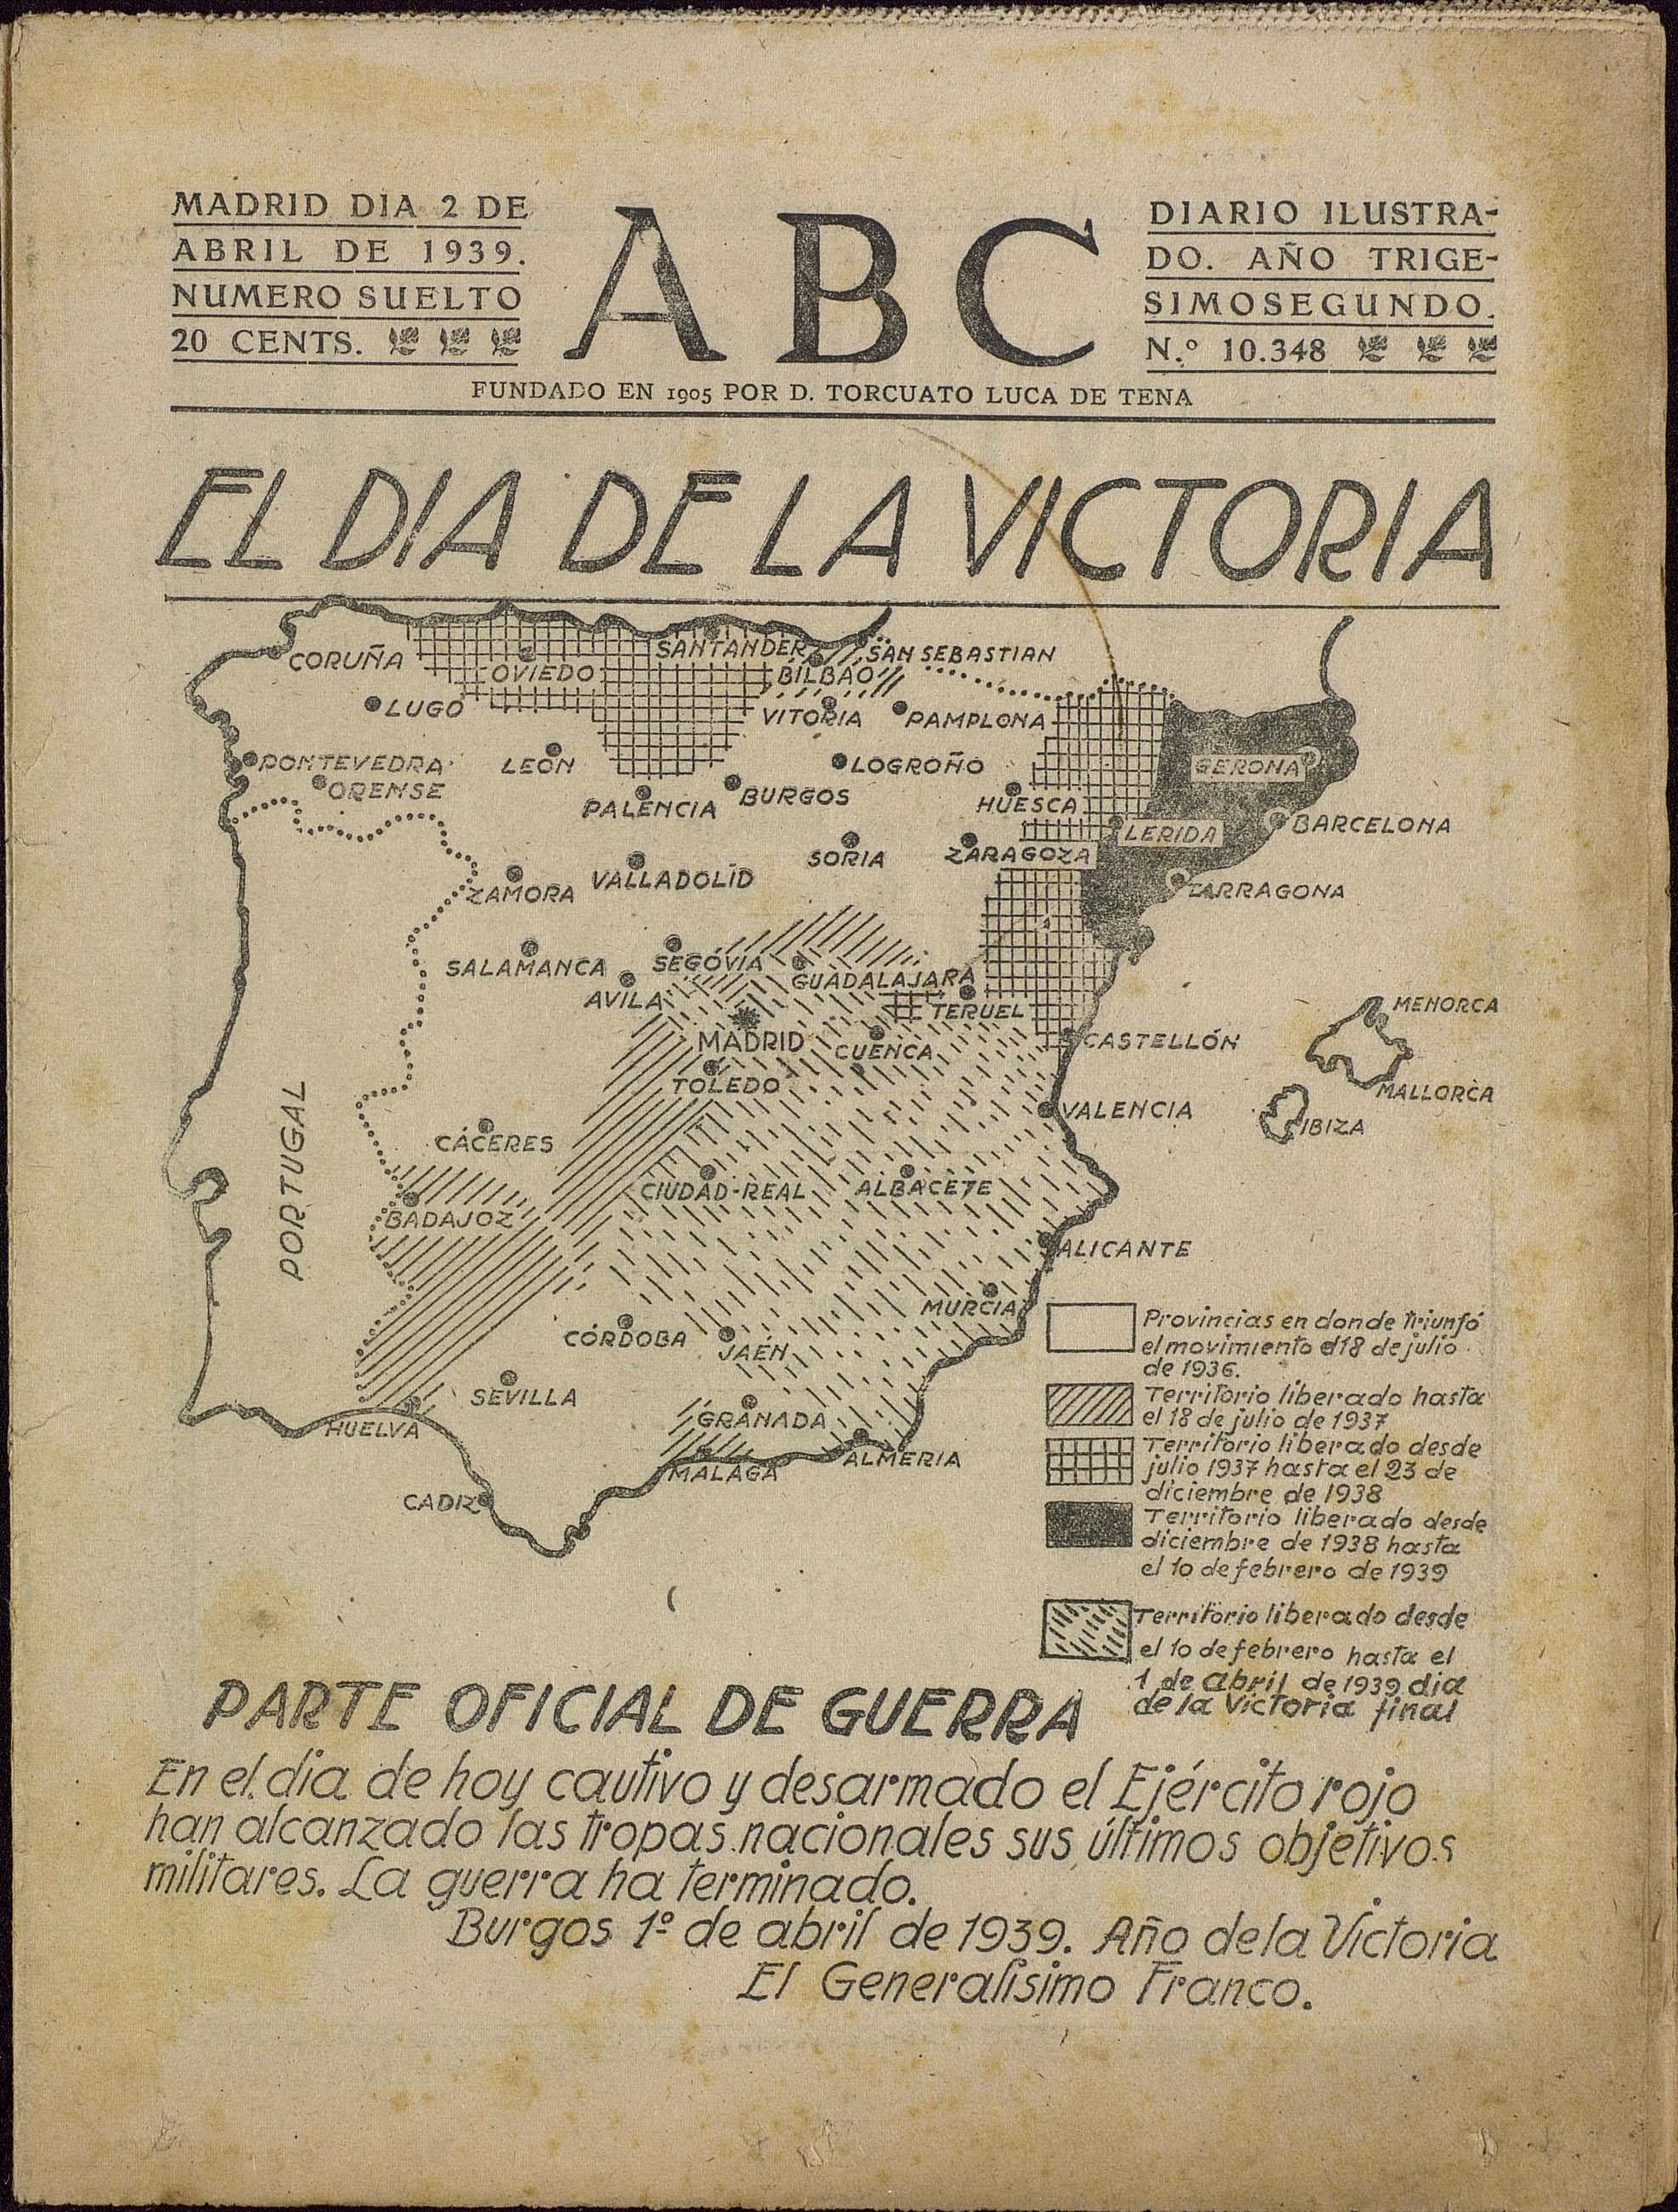 MADRID DIA 2 DE
ABRIL DE 1939.
NUMERO SUELTO
20 CENTS.
ABC
DIARIO ILUSTRA-
DO. AÑO TRIGE-
SIMOSEGUNDO.
N.º 10.348
FUNDADO EN 1905 POR D. TORCUATO LUCA DE TENA
EL DIA DE LA VICTORIA
CORUÑA
OVIEDO
SANTANDER
BILBAO
SAN SEBASTIAN
LUGO
VITORIA
PAMPLONA
PONTEVEDRA
ORENSE
LEÓN
LOGROÑO
GERONA
PALENCIA
BURGOS
HUESCA
LERIDA
BARCELONA
SORIA
ZARAGOZA
ZAMORA
VALLADOLÍD
TARRAGONA
SALAMANCA
SEGÓVIA
GUADALAJARA
AVILA
TERUEL
MENORCA
MADRID
CUENCA
CASTELLÓN
TOLEDO
MALLORCA
PORTUGAL
CÁCERES
VALENCIA
IBIZA
CIUDAD-REAL
ALBACETE
BADAJOZ
ALICANTE
MURCIA
CÓRDOBA
JAÉN
SEVILLA
GRANADA
HUELVA
MALAGA
ALMERIA
CADIZ
Provincias en donde triunfó
el movimiento el 18 de julio
de 1936.
Territorio liberado hasta
el 18 de julio de 1937
Territorio liberado desde
julio 1937 hasta el 23 de
diciembre de 1938
Territorio liberado desde
diciembre de 1938 hasta
el 10 de febrero de 1939
Territorio liberado desde
el 10 de febrero hasta el
1 de abril de 1939 dia
de la Victoria final
PARTE OFICIAL DE GUERRA
En el dia de hoy cautivo y desarmado el Ejército rojo
han alcanzado las tropas nacionales sus últimos objetivos
militares. La guerra ha terminado.
Burgos 1º de abril de 1939. Año de la Victoria
El Generalísimo Franco.